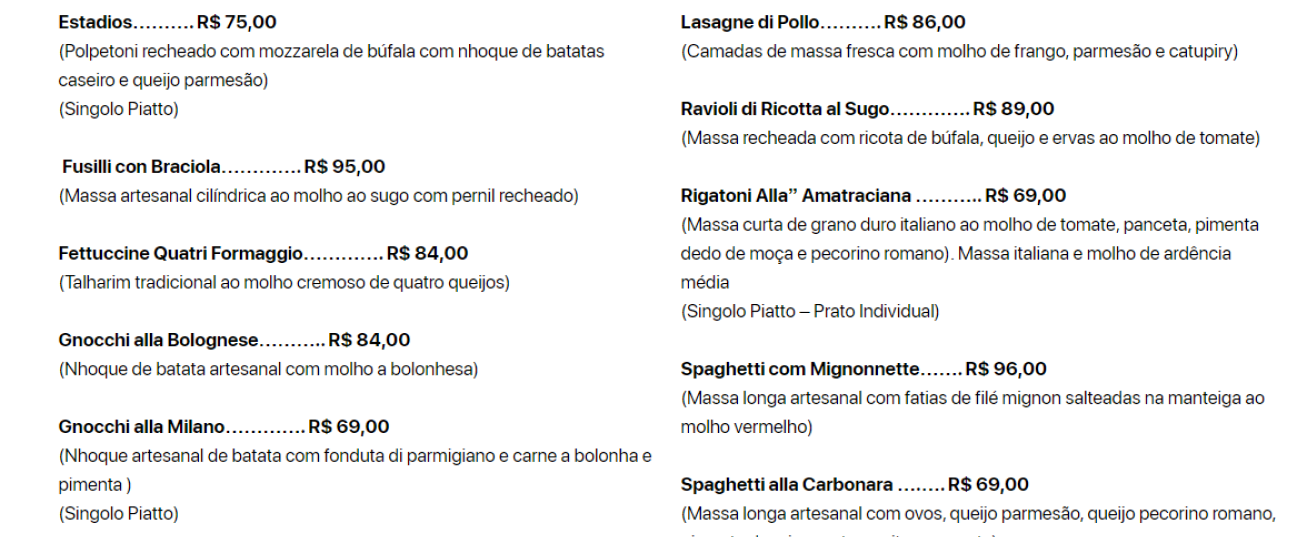 Estadios.......... R$ 75,00
(Polpetoni recheado com mozzarela de búfala com nhoque de batatas
caseiro e queijo parmesão)
(Singolo Piatto)
Fusilli con Braciola............. R$ 95,00
(Massa artesanal cilíndrica ao molho ao sugo com pernil recheado)
Fettuccine Quatri Formaggio............. R$ 84,00
(Talharim tradicional ao molho cremoso de quatro queijos)
Gnocchi alla Bolognese........... R$ 84,00
(Nhoque de batata artesanal com molho a bolonhesa)
Gnocchi alla Milano............. R$ 69,00
(Nhoque artesanal de batata com fonduta di parmigiano e carne a bolonha e
pimenta )
(Singolo Piatto)
Lasagne di Pollo.......... R$ 86,00
(Camadas de massa fresca com molho de frango, parmesão e catupiry)
Ravioli di Ricotta al Sugo............. R$ 89,00
(Massa recheada com ricota de búfala, queijo e ervas ao molho de tomate)
Rigatoni Alla” Amatraciana ........... R$ 69,00
(Massa curta de grano duro italiano ao molho de tomate, panceta, pimenta
dedo de moça e pecorino romano). Massa italiana e molho de ardência
média
(Singolo Piatto – Prato Individual)
Spaghetti com Mignonnette....... R$ 96,00
(Massa longa artesanal com fatias de filé mignon salteadas na manteiga ao
molho vermelho)
Spaghetti alla Carbonara ........ R$ 69,00
(Massa longa artesanal com ovos, queijo parmesão, queijo pecorino romano,